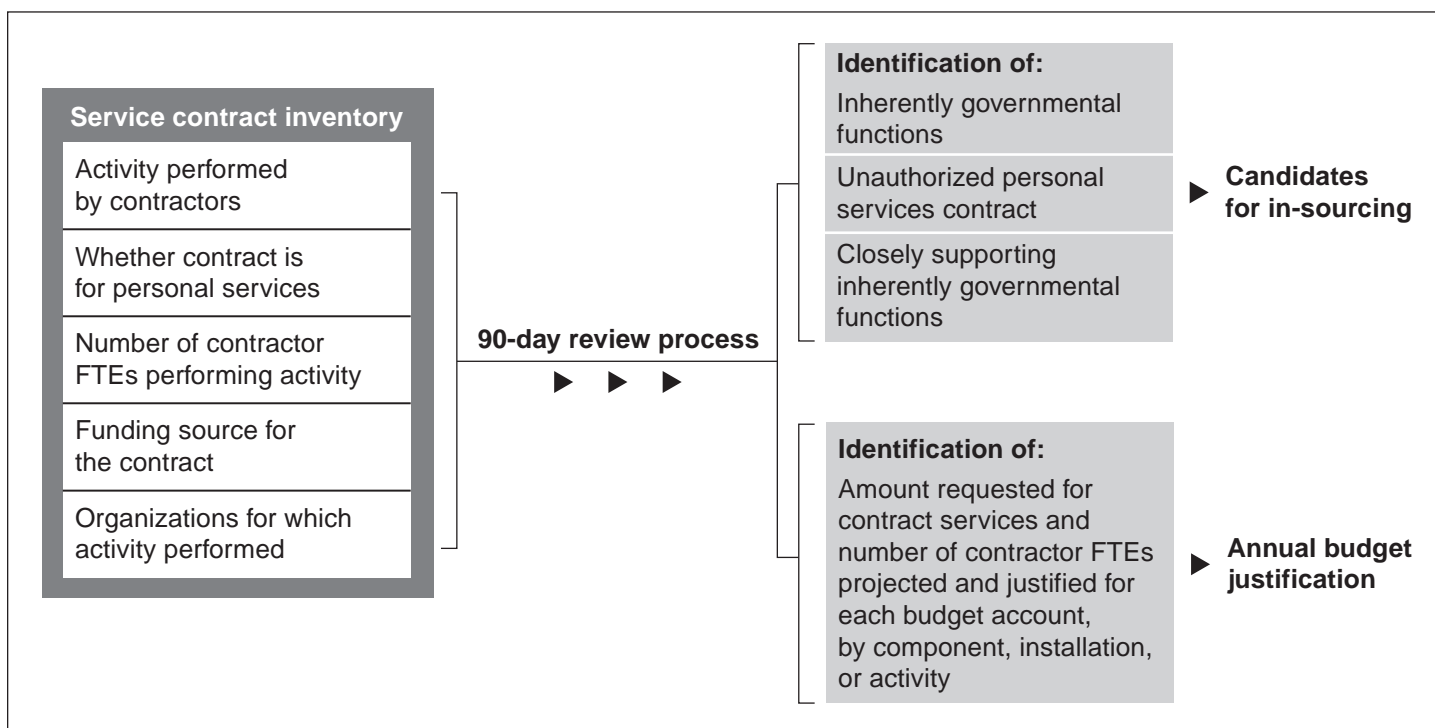 Service contract inventory
Activity performed
by contractors
Whether contract is
for personal services
Number of contractor
FTEs performing activity
Funding source for
the contract
Organizations for which
activity performed
90-day review process
Identification of:
Inherently governmental
functions
Unauthorized personal
services contract
Closely supporting
inherently governmental
functions
Candidates
for in-sourcing
Identification of:
Amount requested for
contract services and
number of contractor FTEs
projected and justified for
each budget account,
by component, installation,
or activity
Annual budget
justification